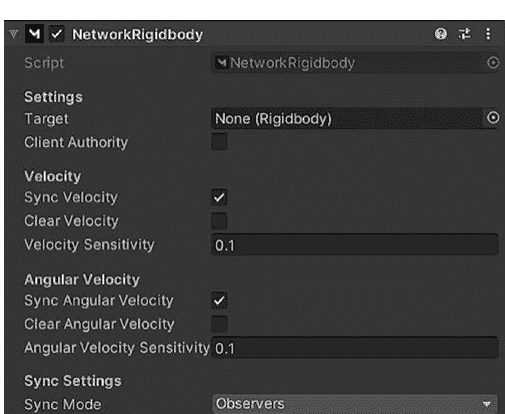 NetworkRigidbody
Script NetworkRigidbody
Settings
Target None (Rigidbody)
Client Authority
Velocity
Sync Velocity
Clear Velocity
Velocity Sensitivity 0.1
Angular Velocity
Sync Angular Velocity
Clear Angular Velocity
Angular Velocity Sensitivity 0.1
Sync Settings
Sync Mode Observers